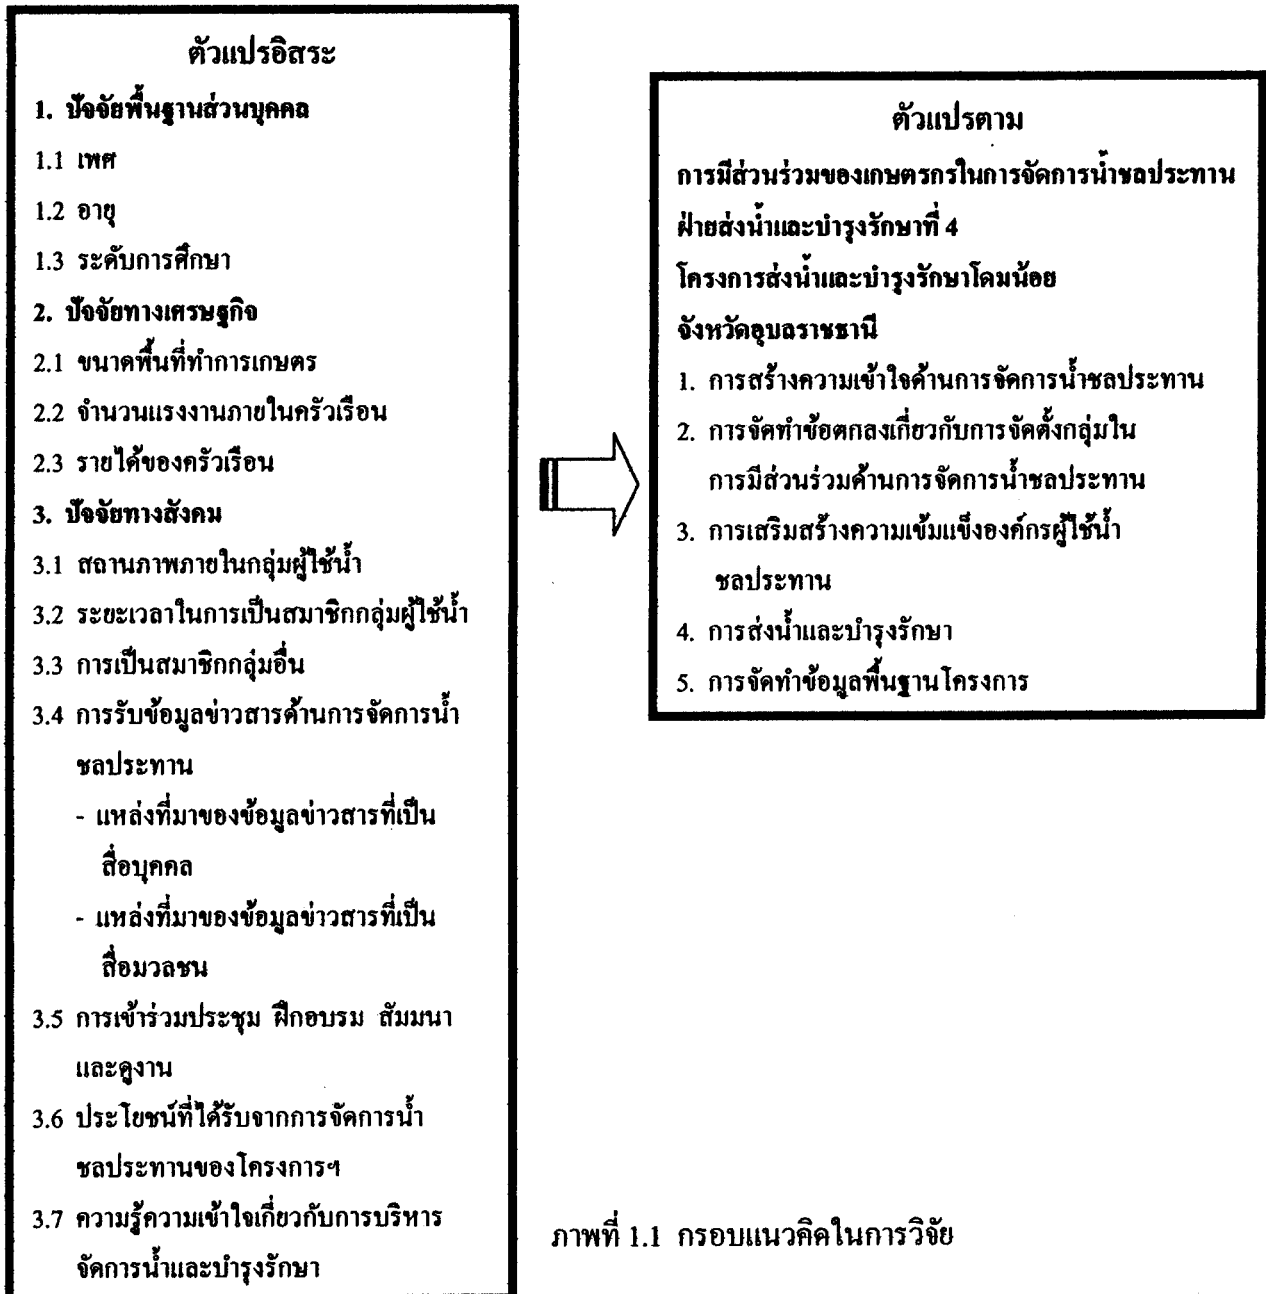 ตัวแปรอิสระ
1. ปัจจัยพื้นฐานส่วนบุคคล
1.1 เพศ
1.2 อายุ
1.3 ระดับการศึกษา
2. ปัจจัยทางเศรษฐกิจ
2.1 ขนาดพื้นที่ทำการเกษตร
2.2 จำนวนแรงงานภายในครัวเรือน
2.3 รายได้ของครัวเรือน
3. ปัจจัยทางสังคม
3.1 สถานภาพภายในกลุ่มผู้ใช้น้ำ
3.2 ระยะเวลาในการเป็นสมาชิกกลุ่มผู้ใช้น้ำ
3.3 การเป็นสมาชิกกลุ่มอื่น
3.4 การรับข้อมูลข่าวสารด้านการจัดการน้ำ
ชลประทาน
- แหล่งที่มาของข้อมูลข่าวสารที่เป็น
สื่อบุคคล
- แหล่งที่มาของข้อมูลข่าวสารที่เป็น
สื่อมวลชน
3.5 การเข้าร่วมประชุม ฝึกอบรม สัมมนา
และดูงาน
3.6 ประโยชน์ที่ได้รับจากการจัดการน้ำ
ชลประทานของโครงการฯ
3.7 ความรู้ความเข้าใจเกี่ยวกับการบริหาร
จัดการน้ำและบำรุงรักษา
ตัวแปรตาม
การมีส่วนร่วมของเกษตรกรในการจัดการน้ำชลประทาน
ฝ่ายส่งน้ำและบำรุงรักษาที่ 4
โครงการส่งน้ำและบำรุงรักษาโดมน้อย
จังหวัดอุบลราชธานี
1. การสร้างความเข้าใจด้านการจัดการน้ำชลประทาน
2. การจัดทำข้อตกลงเกี่ยวกับการจัดตั้งกลุ่มใน
การมีส่วนร่วมด้านการจัดการน้ำชลประทาน
3. การเสริมสร้างความเข้มแข็งองค์กรผู้ใช้น้ำ
ชลประทาน
4. การส่งน้ำและบำรุงรักษา
5. การจัดทำข้อมูลพื้นฐานโครงการ
ภาพที่ 1.1 กรอบแนวคิดในการวิจัย